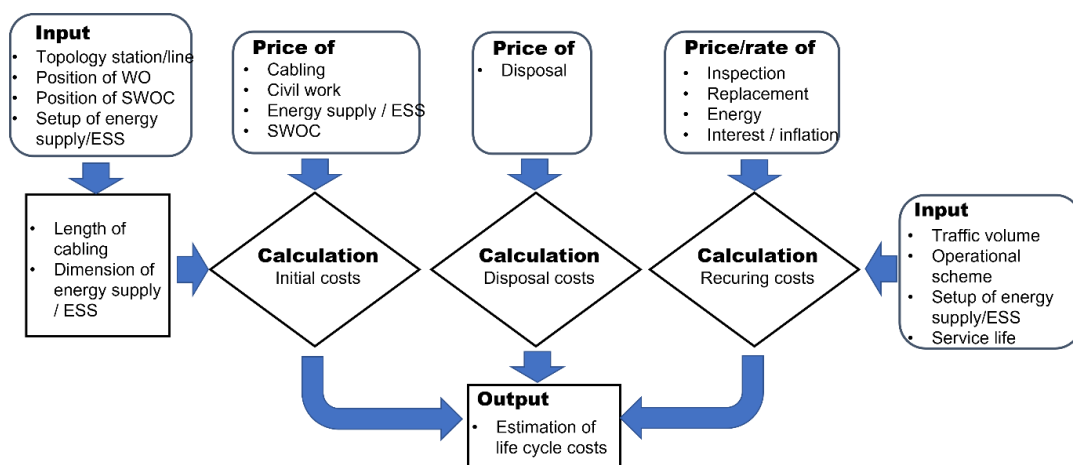 Input
• Topology station/line
• Position of WO
• Position of SWOC
• Setup of energy
supply/ESS
Price of
• Cabling
• Civil work
• Energy supply / ESS
• SWOC
Price of
• Disposal
Price/rate of
• Inspection
• Replacement
• Energy
• Interest / inflation
• Length of
cabling
• Dimension of
energy supply
/ ESS
Calculation
Initial costs
Calculation
Disposal costs
Calculation
Recuring costs
Input
• Traffic volume
• Operational
scheme
• Setup of energy
supply/ESS
• Service life
Output
• Estimation of
life cycle costs